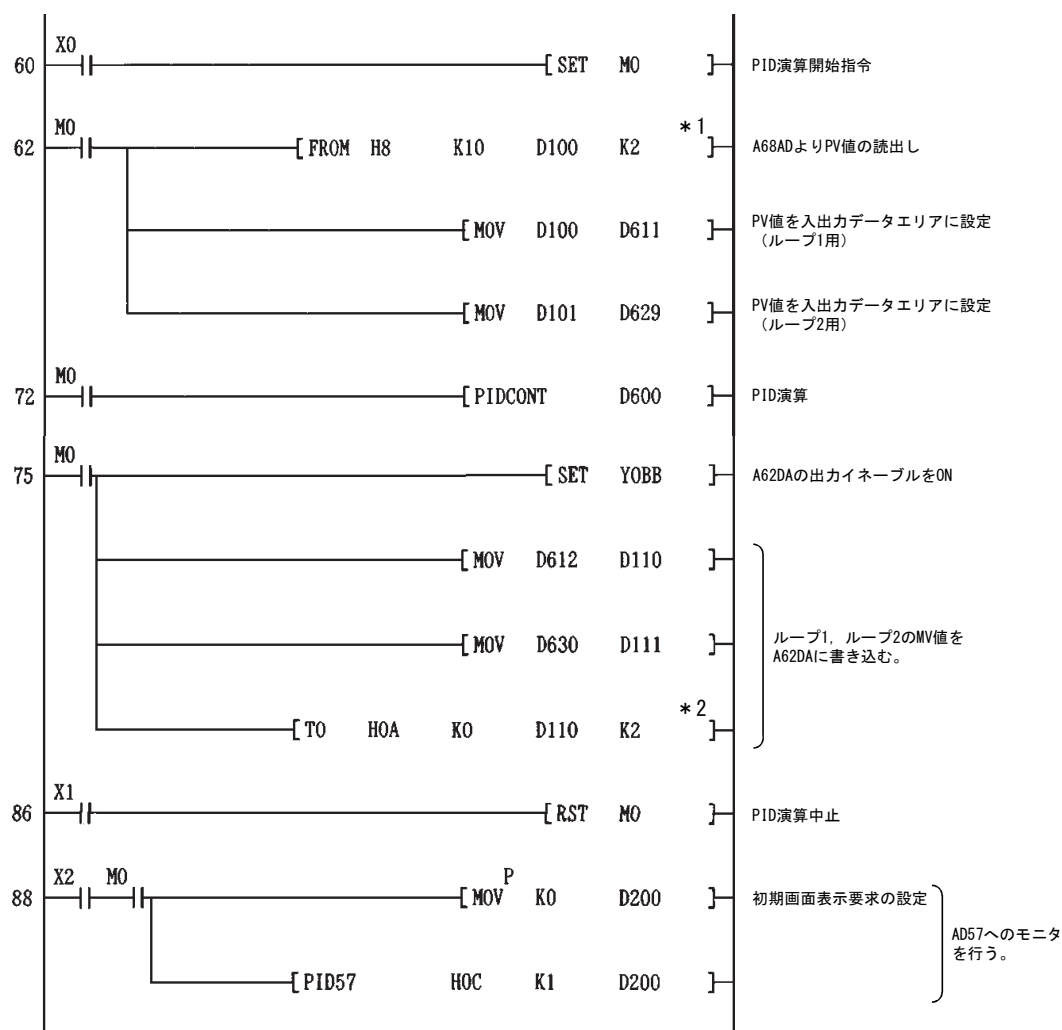 X0
60 [ SET M0 ] PID演算開始指令
M0 *1
62 [ FROM H8 K10 D100 K2 ] A68ADよりPV値の読出し
[ MOV D100 D611 ] PV値を入出力データエリアに設定
(ループ1用)
[ MOV D101 D629 ] PV値を入出力データエリアに設定
(ループ2用)
M0
72 [ PIDCONT D600 ] PID演算
M0
75 [ SET Y0BB ] A62DAの出力イネーブルをON
[ MOV D612 D110 ]
[ MOV D630 D111 ] ループ1, ループ2のMV値を
A62DAに書き込む。
*2
[ TO H0A K0 D110 K2 ]
X1
86 [ RST M0 ] PID演算中止
X2 M0 P
88 [ MOV K0 D200 ] 初期画面表示要求の設定
AD57へのモニタ
を行う。
[ PID57 H0C K1 D200 ]